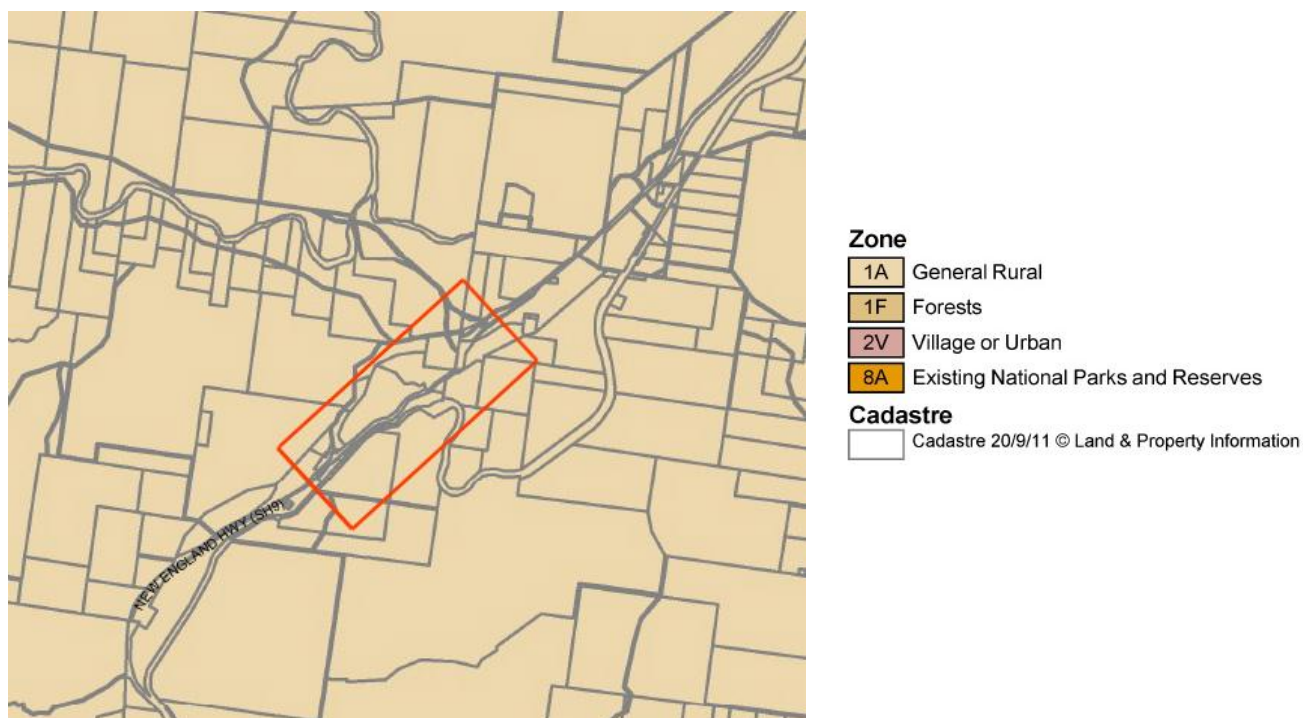 NEW ENGLAND HWY (SH9)
Zone
1A General Rural
1F Forests
2V Village or Urban
8A Existing National Parks and Reserves
Cadastre
Cadastre 20/9/11 © Land & Property Information